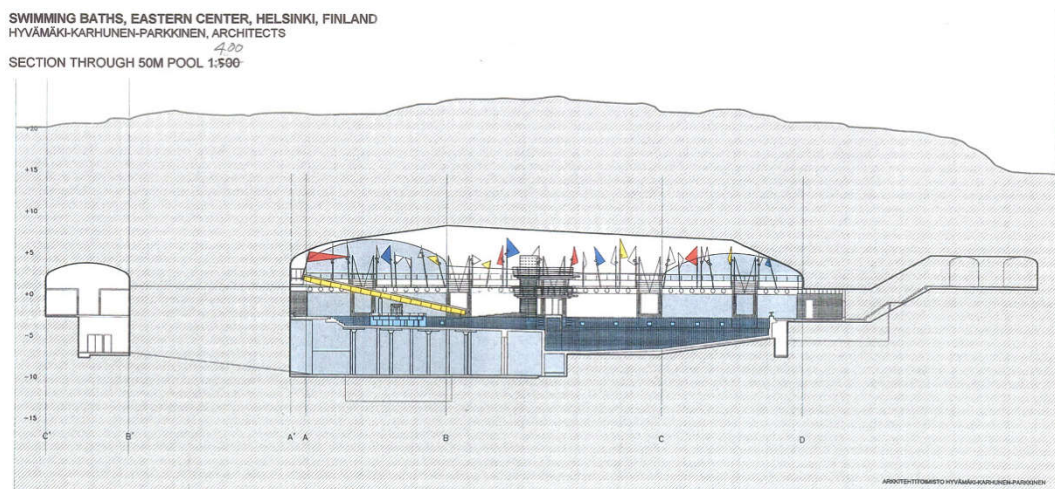 SWIMMING BATHS, EASTERN CENTER, HELSINKI, FINLAND
HYVÄMÄKI-KARHUNEN-PARKKINEN, ARCHITECTS
400
SECTION THROUGH 50M POOL 1:500
+20
+15
+10
+5
+0
-5
-10
-15
C' B' A' A B C D
ARKKITEHTITOIMISTO HYVÄMÄKI-KARHUNEN-PARKKINEN